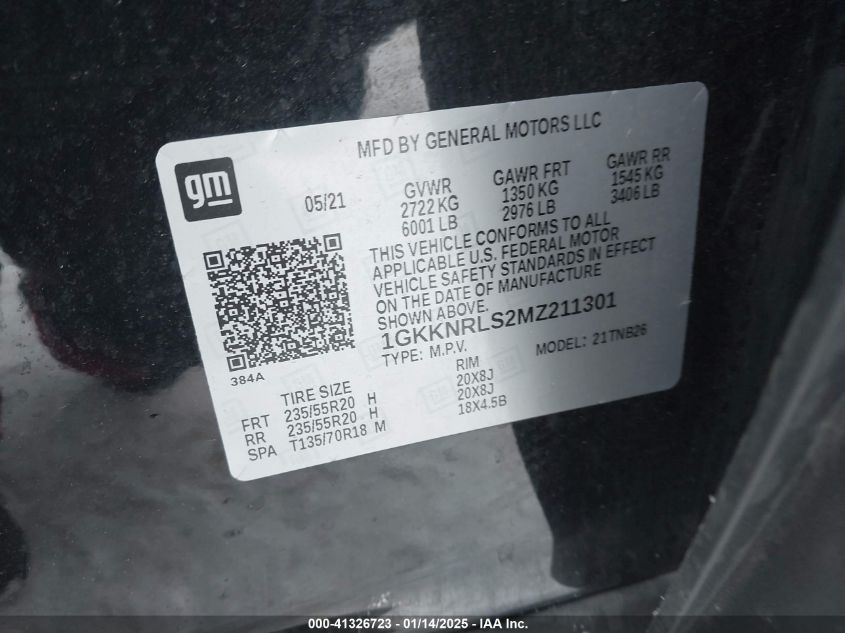 MFD BY GENERAL MOTORS LLC
gm
05/21
GVWR
2722 KG
6001 LB
GAWR FRT
1350 KG
2976 LB
GAWR RR
1545 KG
3406 LB
THIS VEHICLE CONFORMS TO ALL
APPLICABLE U.S. FEDERAL MOTOR
VEHICLE SAFETY STANDARDS IN EFFECT
ON THE DATE OF MANUFACTURE
SHOWN ABOVE.
1GKKNRLS2MZ211301
TYPE: M.P.V.
MODEL: 21TNB26
384A
TIRE SIZE
RIM
FRT 235/55R20 H 20X8J
RR 235/55R20 H 20X8J
SPA T135/70R18 M 18X4.5B
000-41326723 - 01/14/2025 - IAA Inc.